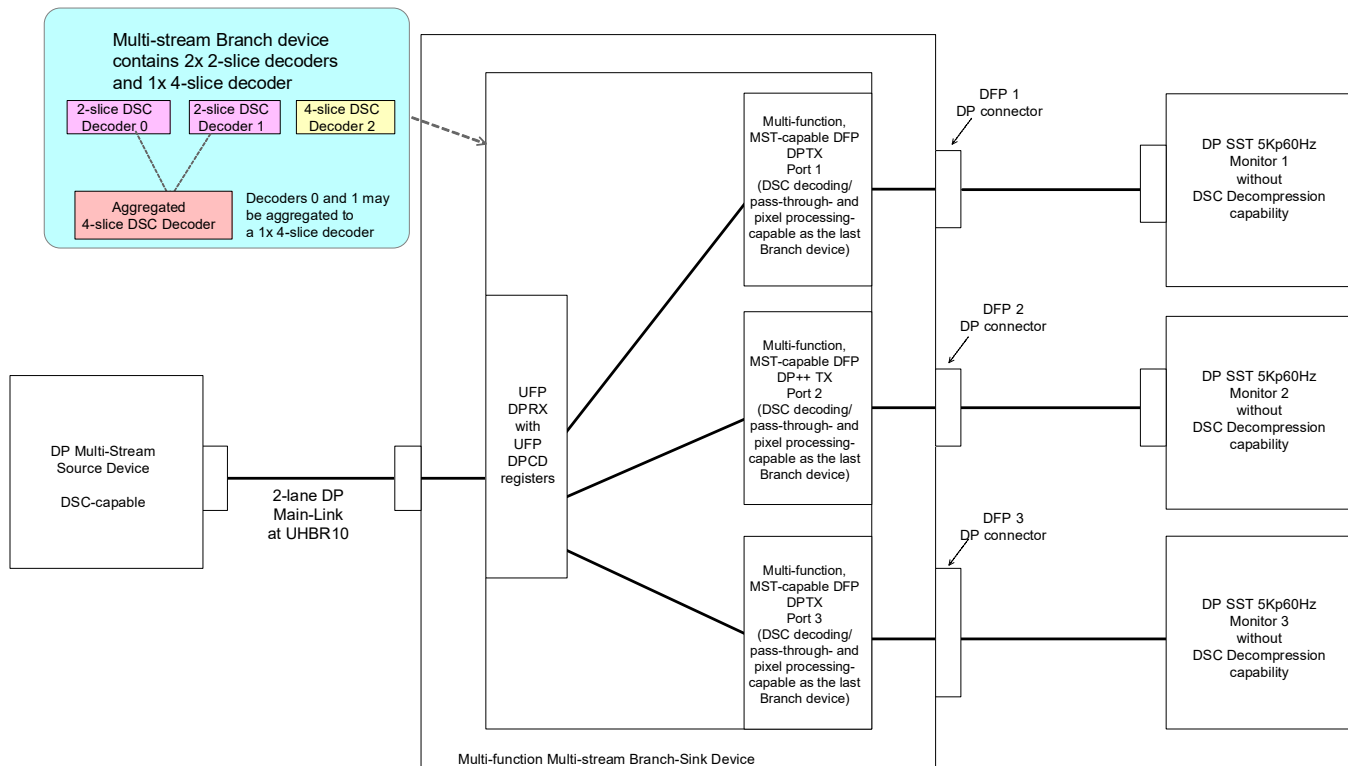 Multi-stream Branch device
contains 2x 2-slice decoders
and 1x 4-slice decoder
2-slice DSC
Decoder 0
2-slice DSC
Decoder 1
4-slice DSC
Decoder 2
Aggregated
4-slice DSC Decoder
Decoders 0 and 1 may
be aggregated to
a 1x 4-slice decoder
DP Multi-Stream
Source Device
DSC-capable
2-lane DP
Main-Link
at UHBR10
UFP
DPRX
with
UFP
DPCD
registers
Multi-function,
MST-capable DFP
DPTX
Port 1
(DSC decoding/
pass-through- and
pixel processing-
capable as the last
Branch device)
Multi-function,
MST-capable DFP
DP++ TX
Port 2
(DSC decoding/
pass-through- and
pixel processing-
capable as the last
Branch device)
Multi-function,
MST-capable DFP
DPTX
Port 3
(DSC decoding/
pass-through- and
pixel processing-
capable as the last
Branch device)
DFP 1
DP connector
DFP 2
DP connector
DFP 3
DP connector
DP SST 5Kp60Hz
Monitor 1
without
DSC Decompression
capability
DP SST 5Kp60Hz
Monitor 2
without
DSC Decompression
capability
DP SST 5Kp60Hz
Monitor 3
without
DSC Decompression
capability
Multi-function Multi-stream Branch-Sink Device